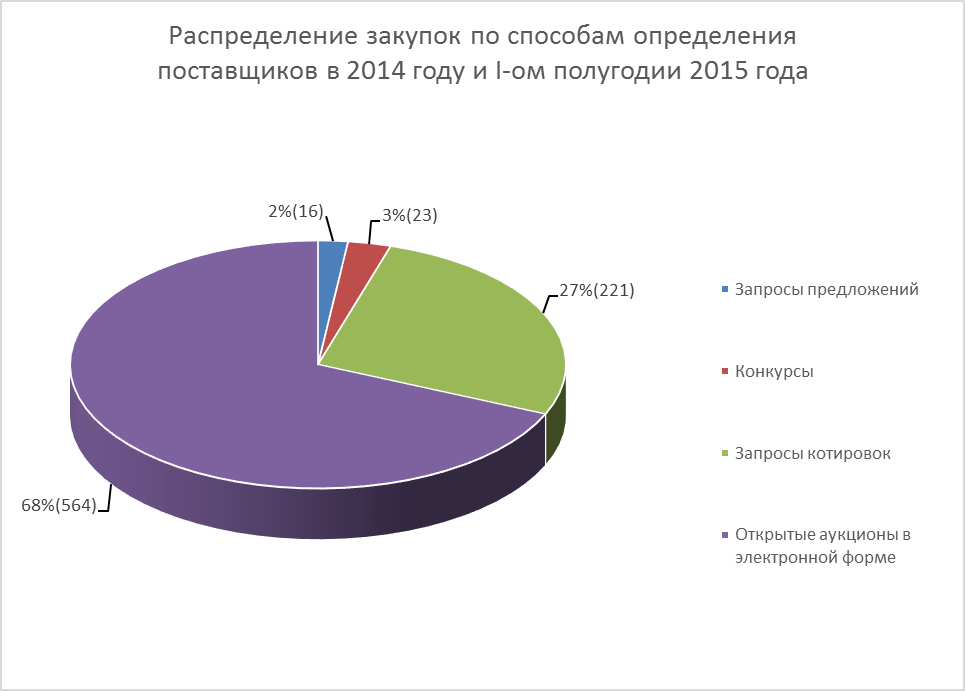 Распределение закупок по способам определения
поставщиков в 2014 году и I-ом полугодии 2015 года
2%(16)
3%(23)
27%(221)
68%(564)
Запросы предложений
Конкурсы
Запросы котировок
Открытые аукционы в
электронной форме